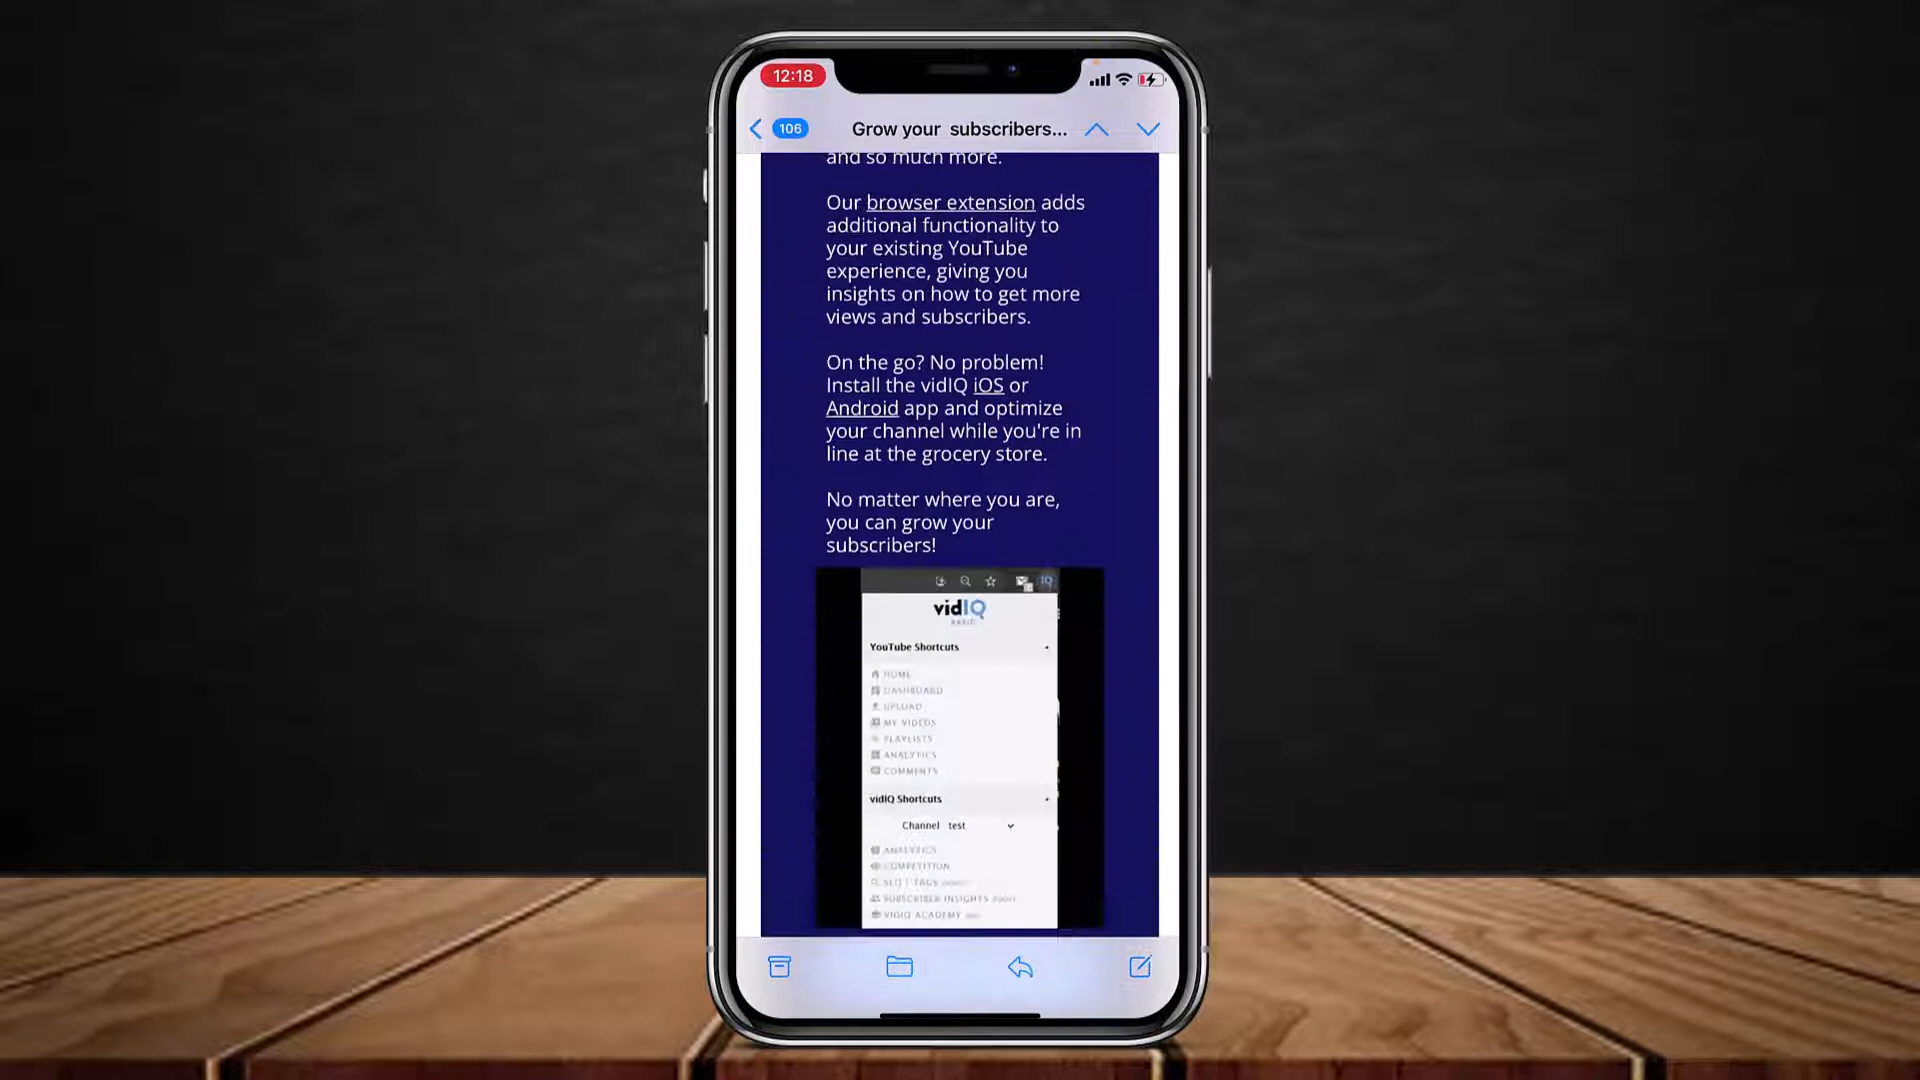 12:18
106
Grow your subscribers...
and so much more.
Our browser extension adds
additional functionality to
your existing YouTube
experience, giving you
insights on how to get more
views and subscribers.
On the go? No problem!
Install the vidIQ iOS or
Android app and optimize
your channel while you're in
line at the grocery store.
No matter where you are,
you can grow your
subscribers!
IQ
vidIQ
YouTube Shortcuts
HOME
DASHBOARD
UPLOAD
MY VIDEOS
PLAYLISTS
ANALYTICS
COMMENTS
vidIQ Shortcuts
Channel test
ANALYTICS
COMPETITION
SEO | TAGS
SUBSCRIBER INSIGHTS
VIDIQ ACADEMY